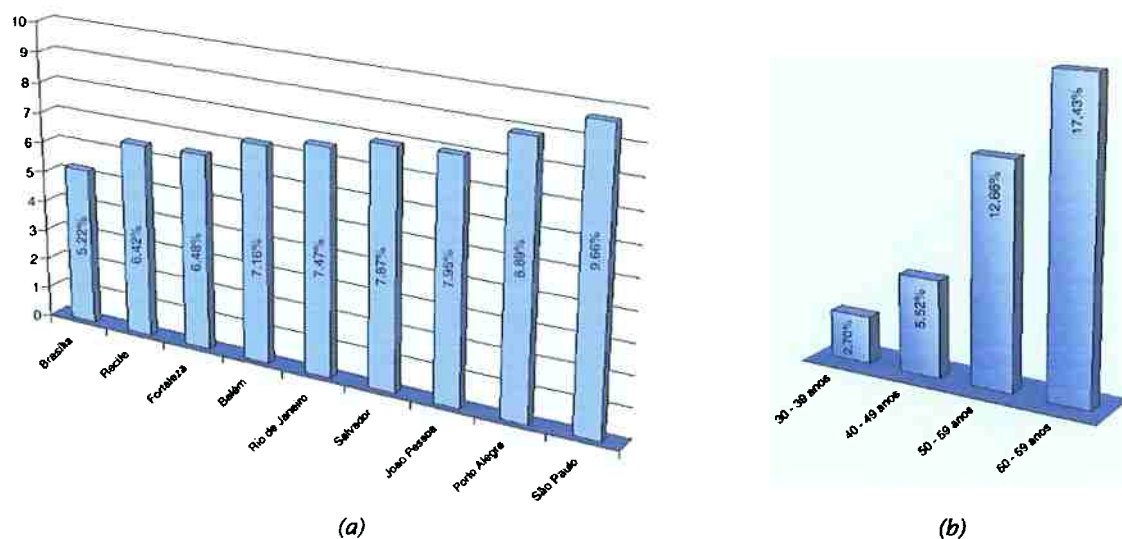 10
9
8
7
6
5
4
3
2
1
0
5.22%
6.42%
6.48%
7.16%
7.47%
7.87%
7.95%
8.89%
9.66%
Brasília
Recife
Fortaleza
Belém
Rio de Janeiro
Salvador
Joao Pessoa
Porto Alegre
São Paulo
(a)
2.70%
5.52%
12.66%
17.43%
30 - 39 anos
40 - 49 anos
50 - 59 anos
60 - 69 anos
(b)